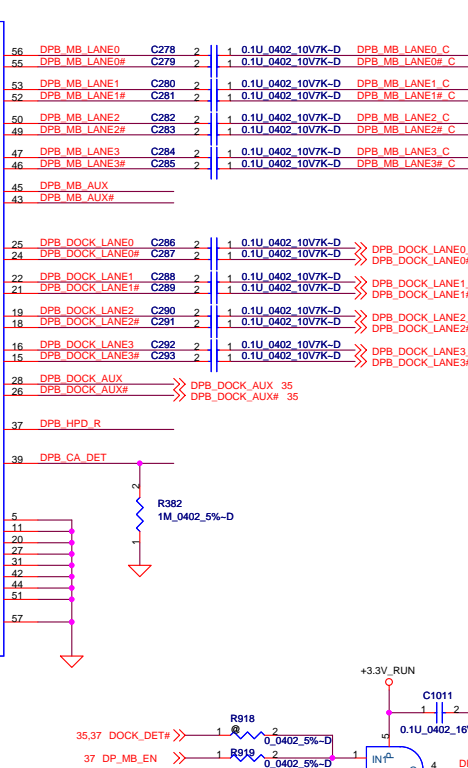 56 DPB_MB_LANE0 C278 2 1 0.1U_0402_10V7K~D DPB_MB_LANE0_C
55 DPB_MB_LANE0# C279 2 1 0.1U_0402_10V7K~D DPB_MB_LANE0#_C
53 DPB_MB_LANE1 C280 2 1 0.1U_0402_10V7K~D DPB_MB_LANE1_C
52 DPB_MB_LANE1# C281 2 1 0.1U_0402_10V7K~D DPB_MB_LANE1#_C
50 DPB_MB_LANE2 C282 2 1 0.1U_0402_10V7K~D DPB_MB_LANE2_C
49 DPB_MB_LANE2# C283 2 1 0.1U_0402_10V7K~D DPB_MB_LANE2#_C
47 DPB_MB_LANE3 C284 2 1 0.1U_0402_10V7K~D DPB_MB_LANE3_C
46 DPB_MB_LANE3# C285 2 1 0.1U_0402_10V7K~D DPB_MB_LANE3#_C
45 DPB_MB_AUX
43 DPB_MB_AUX#
25 DPB_DOCK_LANE0 C286 2 1 0.1U_0402_10V7K~D DPB_DOCK_LANE0_
24 DPB_DOCK_LANE0# C287 2 1 0.1U_0402_10V7K~D DPB_DOCK_LANE0#
22 DPB_DOCK_LANE1 C288 2 1 0.1U_0402_10V7K~D DPB_DOCK_LANE1_
21 DPB_DOCK_LANE1# C289 2 1 0.1U_0402_10V7K~D DPB_DOCK_LANE1#
19 DPB_DOCK_LANE2 C290 2 1 0.1U_0402_10V7K~D DPB_DOCK_LANE2_
18 DPB_DOCK_LANE2# C291 2 1 0.1U_0402_10V7K~D DPB_DOCK_LANE2#
16 DPB_DOCK_LANE3 C292 2 1 0.1U_0402_10V7K~D DPB_DOCK_LANE3_
15 DPB_DOCK_LANE3# C293 2 1 0.1U_0402_10V7K~D DPB_DOCK_LANE3#
28 DPB_DOCK_AUX DPB_DOCK_AUX 35
26 DPB_DOCK_AUX# DPB_DOCK_AUX# 35
37 DPB_HPD_R
39 DPB_CA_DET
2
R382
1M_0402_5%~D
1
5
11
20
27
31
42
44
51
57
+3.3V_RUN
C1011
1 2
0.1U_0402_16V
5
R918
35,37 DOCK_DET# 1 @ 2
0_0402_5%~D
37 DP_MB_EN 1 R919 2
0_0402_5%~D
1 IN1 P 4